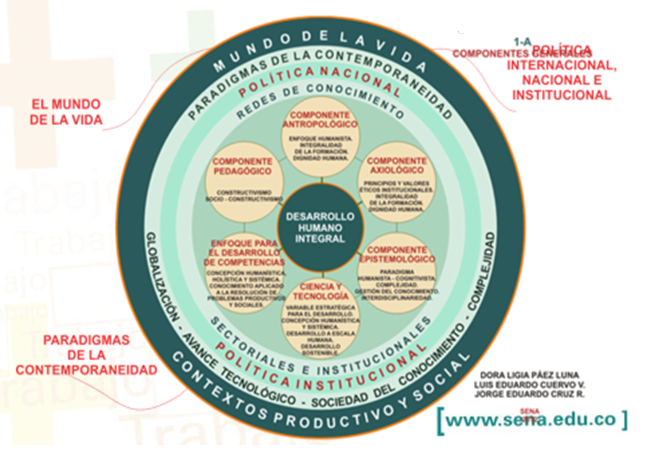 1-A
COMPONENTES GENERALES
POLÍTICA
INTERNACIONAL,
NACIONAL E
INSTITUCIONAL
EL MUNDO
DE LA VIDA
PARADIGMAS
DE LA
CONTEMPORANEIDAD
MUNDO DE LA VIDA
PARADIGMAS DE LA CONTEMPORANEIDAD
POLÍTICA NACIONAL
REDES DE CONOCIMIENTO
COMPONENTE
ANTROPOLÓGICO
ENFOQUE HUMANISTA.
INTEGRALIDAD
DE LA FORMACIÓN.
DIGNIDAD HUMANA.
COMPONENTE
PEDAGÓGICO
CONSTRUCTIVISMO
SOCIO - CONSTRUCTIVISMO
COMPONENTE
AXIOLÓGICO
PRINCIPIOS Y VALORES
ÉTICOS INSTITUCIONALES.
INTEGRALIDAD
DE LA FORMACIÓN.
DIGNIDAD HUMANA.
DESARROLLO
HUMANO
INTEGRAL
ENFOQUE PARA
EL DESARROLLO
DE COMPETENCIAS
CONCEPCIÓN HUMANÍSTICA,
HOLÍSTICA Y SISTÉMICA.
CONOCIMIENTO APLICADO
A LA RESOLUCIÓN DE
PROBLEMAS PRODUCTIVOS
Y SOCIALES.
COMPONENTE
EPISTEMOLÓGICO
PARADIGMA
HUMANISTA - COGNITIVISTA.
COMPLEJIDAD.
GESTIÓN DEL CONOCIMIENTO.
INTERDISCIPLINARIEDAD.
CIENCIA Y
TECNOLOGÍA
VARIABLE ESTRATÉGICA
PARA EL DESARROLLO.
CONCEPCIÓN HUMANÍSTICA
Y SISTÉMICA.
DESARROLLO A ESCALA
HUMANA.
DESARROLLO
SOSTENIBLE.
SECTORIALES E INSTITUCIONALES
POLÍTICA INSTITUCIONAL
GLOBALIZACIÓN - AVANCE TECNOLÓGICO - SOCIEDAD DEL CONOCIMIENTO - COMPLEJIDAD
CONTEXTOS PRODUCTIVO Y SOCIAL
DORA LIGIA PÁEZ LUNA
LUIS EDUARDO CUERVO V.
JORGE EDUARDO CRUZ R.
SENA
[www.sena.edu.co]
Trabajo